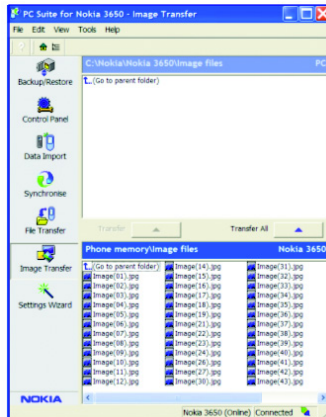 PC Suite for Nokia 3650 - Image Transfer
File Edit View Tools Help
Backup/Restore
Control Panel
Data Import
Synchronise
File Transfer
Image Transfer
Settings Wizard
NOKIA
C:\Nokia\Nokia 3650\Image files PC
(Go to parent folder)
Transfer Transfer All
Phone memory\Image files Nokia 3650
(Go to parent folder) Image(14).jpg Image(31).jpg
Image(01).jpg Image(15).jpg Image(32).jpg
Image(02).jpg Image(16).jpg Image(33).jpg
Image(03).jpg Image(17).jpg Image(34).jpg
Image(04).jpg Image(18).jpg Image(35).jpg
Image(05).jpg Image(19).jpg Image(36).jpg
Image(06).jpg Image(21).jpg Image(37).jpg
Image(07).jpg Image(22).jpg Image(38).jpg
Image(08).jpg Image(23).jpg Image(39).jpg
Image(09).jpg Image(24).jpg Image(40).jpg
Image(10).jpg Image(26).jpg Image(41).jpg
Image(11).jpg Image(27).jpg Image(42).jpg
Image(12).jpg Image(30).jpg Image(43).jpg
Nokia 3650 (Online) Connected